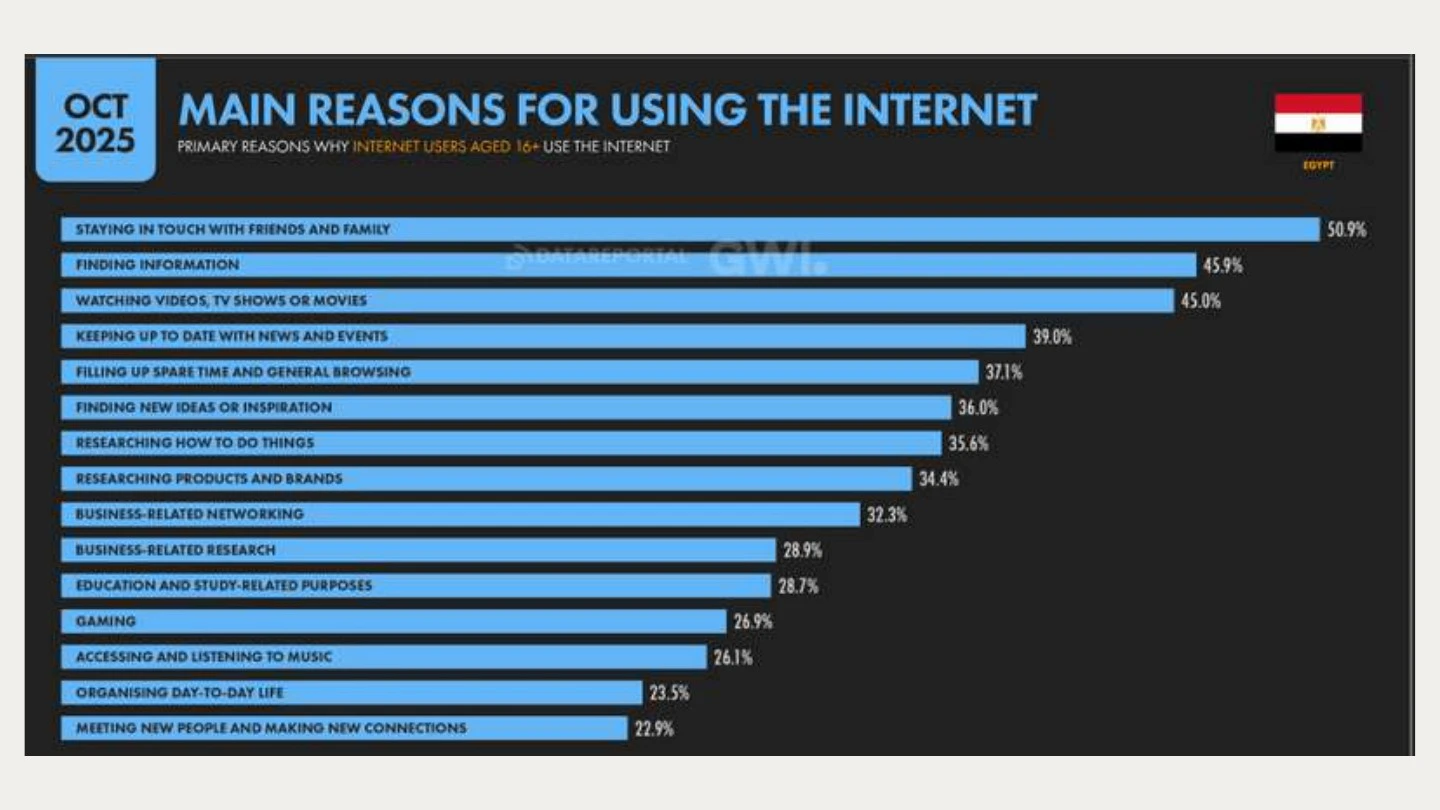 OCT
2025
MAIN REASONS FOR USING THE INTERNET
PRIMARY REASONS WHY INTERNET USERS AGED 16+ USE THE INTERNET
EGYPT
STAYING IN TOUCH WITH FRIENDS AND FAMILY 50.9%
DATAREPORTAL GWI.
FINDING INFORMATION 45.9%
WATCHING VIDEOS, TV SHOWS OR MOVIES 45.0%
KEEPING UP TO DATE WITH NEWS AND EVENTS 39.0%
FILLING UP SPARE TIME AND GENERAL BROWSING 37.1%
FINDING NEW IDEAS OR INSPIRATION 36.0%
RESEARCHING HOW TO DO THINGS 35.6%
RESEARCHING PRODUCTS AND BRANDS 34.4%
BUSINESS-RELATED NETWORKING 32.3%
BUSINESS-RELATED RESEARCH 28.9%
EDUCATION AND STUDY-RELATED PURPOSES 28.7%
GAMING 26.9%
ACCESSING AND LISTENING TO MUSIC 26.1%
ORGANISING DAY-TO-DAY LIFE 23.5%
MEETING NEW PEOPLE AND MAKING NEW CONNECTIONS 22.9%